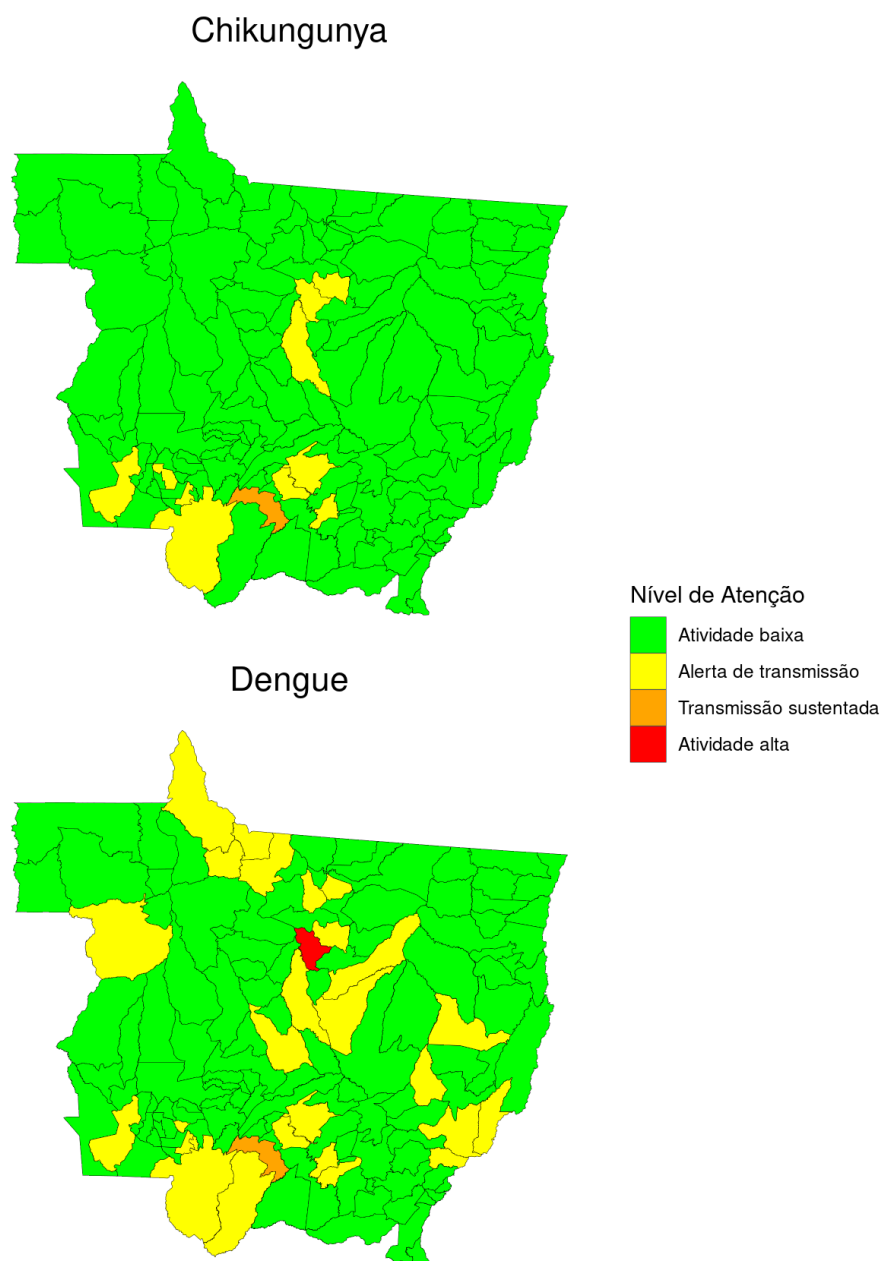 Chikungunya
Nível de Atenção
Atividade baixa
Alerta de transmissão
Transmissão sustentada
Atividade alta
Dengue